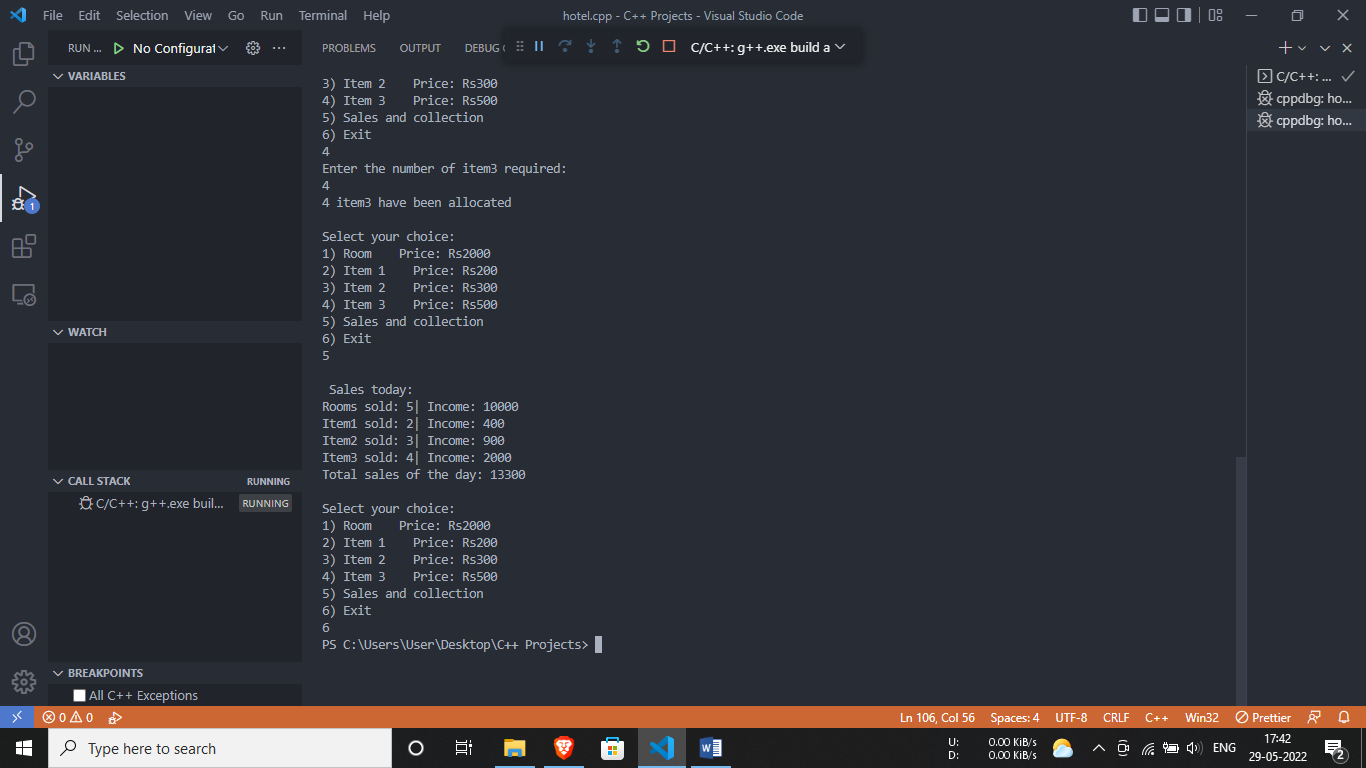 File Edit Selection View Go Run Terminal Help
hotel.cpp - C++ Projects - Visual Studio Code
RUN ... No Configurat
PROBLEMS OUTPUT DEBUG
C/C++: g++.exe build a
VARIABLES
WATCH
CALL STACK RUNNING
C/C++: g++.exe buil... RUNNING
BREAKPOINTS
All C++ Exceptions
1
3) Item 2 Price: Rs300
4) Item 3 Price: Rs500
5) Sales and collection
6) Exit
4
Enter the number of item3 required:
4
4 item3 have been allocated
Select your choice:
1) Room Price: Rs2000
2) Item 1 Price: Rs200
3) Item 2 Price: Rs300
4) Item 3 Price: Rs500
5) Sales and collection
6) Exit
5
Sales today:
Rooms sold: 5| Income: 10000
Item1 sold: 2| Income: 400
Item2 sold: 3| Income: 900
Item3 sold: 4| Income: 2000
Total sales of the day: 13300
Select your choice:
1) Room Price: Rs2000
2) Item 1 Price: Rs200
3) Item 2 Price: Rs300
4) Item 3 Price: Rs500
5) Sales and collection
6) Exit
6
PS C:\Users\User\Desktop\C++ Projects>
C/C++: ...
cppdbg: ho...
cppdbg: ho...
0 0 Ln 106, Col 56 Spaces: 4 UTF-8 CRLF C++ Win32 Prettier
Type here to search
U: 0.00 KiB/s
D: 0.00 KiB/s
ENG
17:42
29-05-2022
2